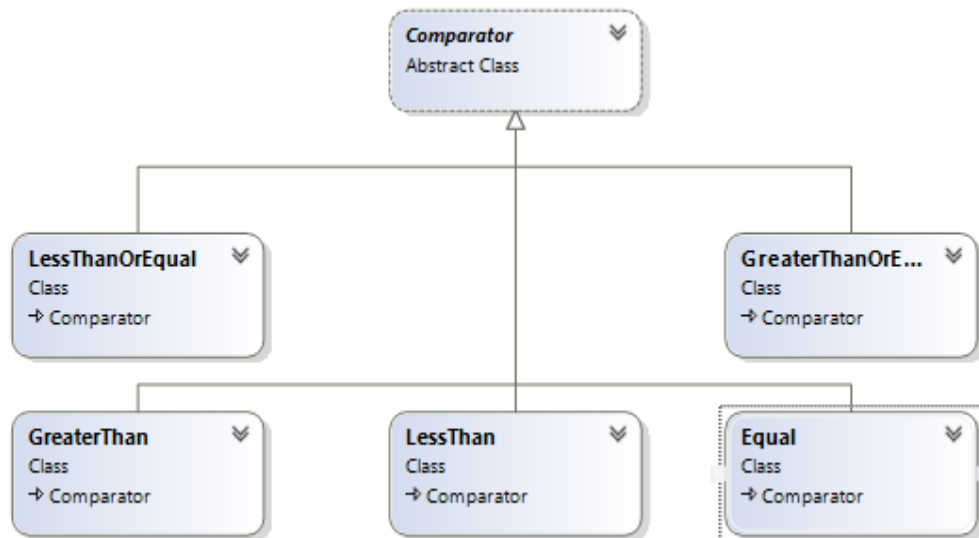 Comparator
Abstract Class
LessThanOrEqual
Class
Comparator
GreaterThanOrE...
Class
Comparator
GreaterThan
Class
Comparator
LessThan
Class
Comparator
Equal
Class
Comparator